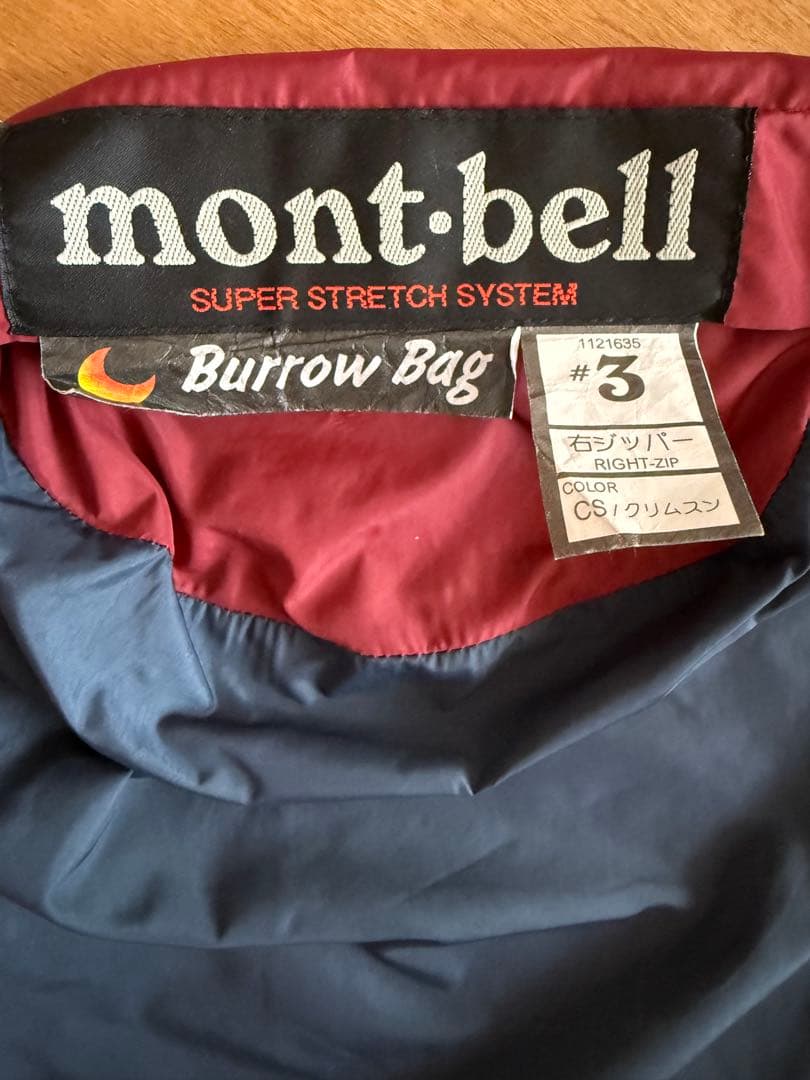 mont·bell
SUPER STRETCH SYSTEM
Burrow Bag
1121635
#3
右ジッパー
RIGHT-ZIP
COLOR
CS/クリムスン